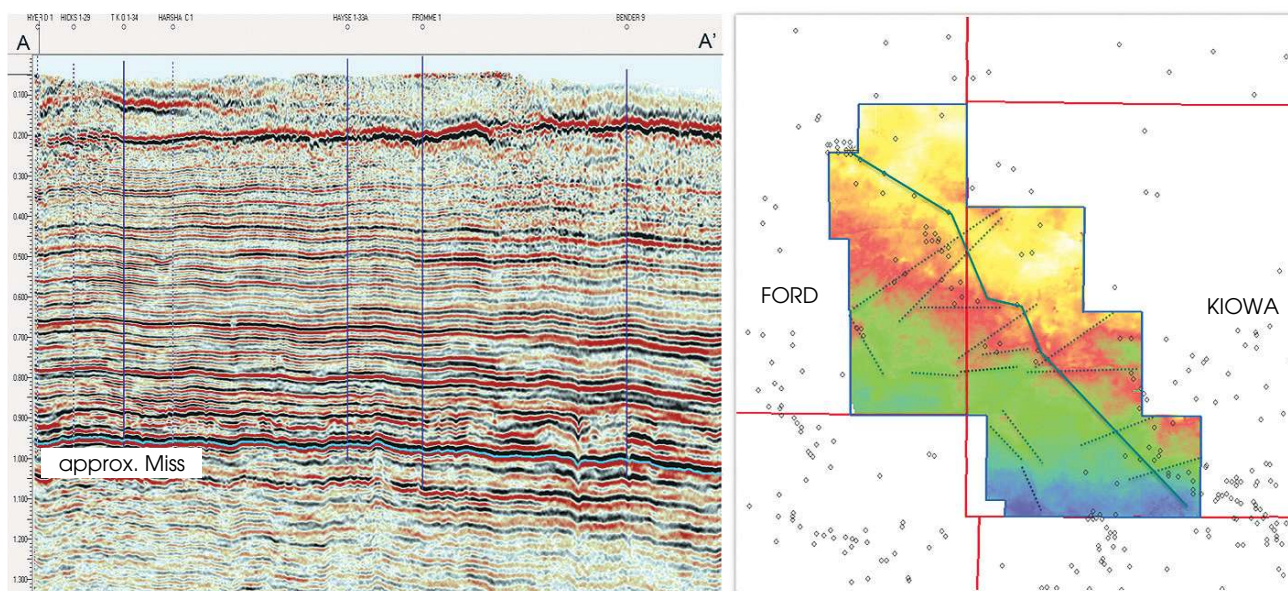 HYER D 1 HICKS 1-29 T K O 1-34 HARSHA C 1 HAYSE 1-33A FROMME 1 BENDER 9
A A'
0.100
0.200
0.300
0.400
0.500
0.600
0.700
0.800
0.900
1.000
1.100
1.200
1.300
approx. Miss
FORD
KIOWA